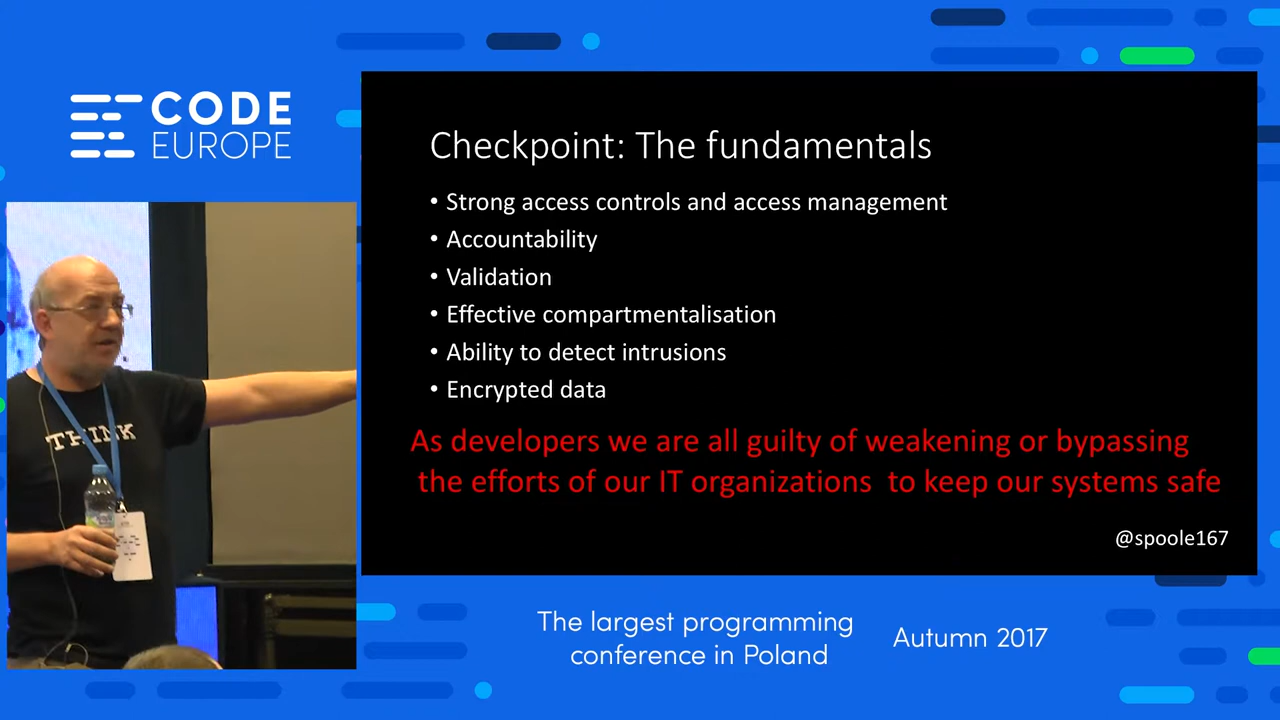 CODE
EUROPE
Checkpoint: The fundamentals
• Strong access controls and access management
• Accountability
• Validation
• Effective compartmentalisation
• Ability to detect intrusions
• Encrypted data
As developers we are all guilty of weakening or bypassing
the efforts of our IT organizations to keep our systems safe
@spoole167
THINK
The largest programming
conference in Poland
Autumn 2017